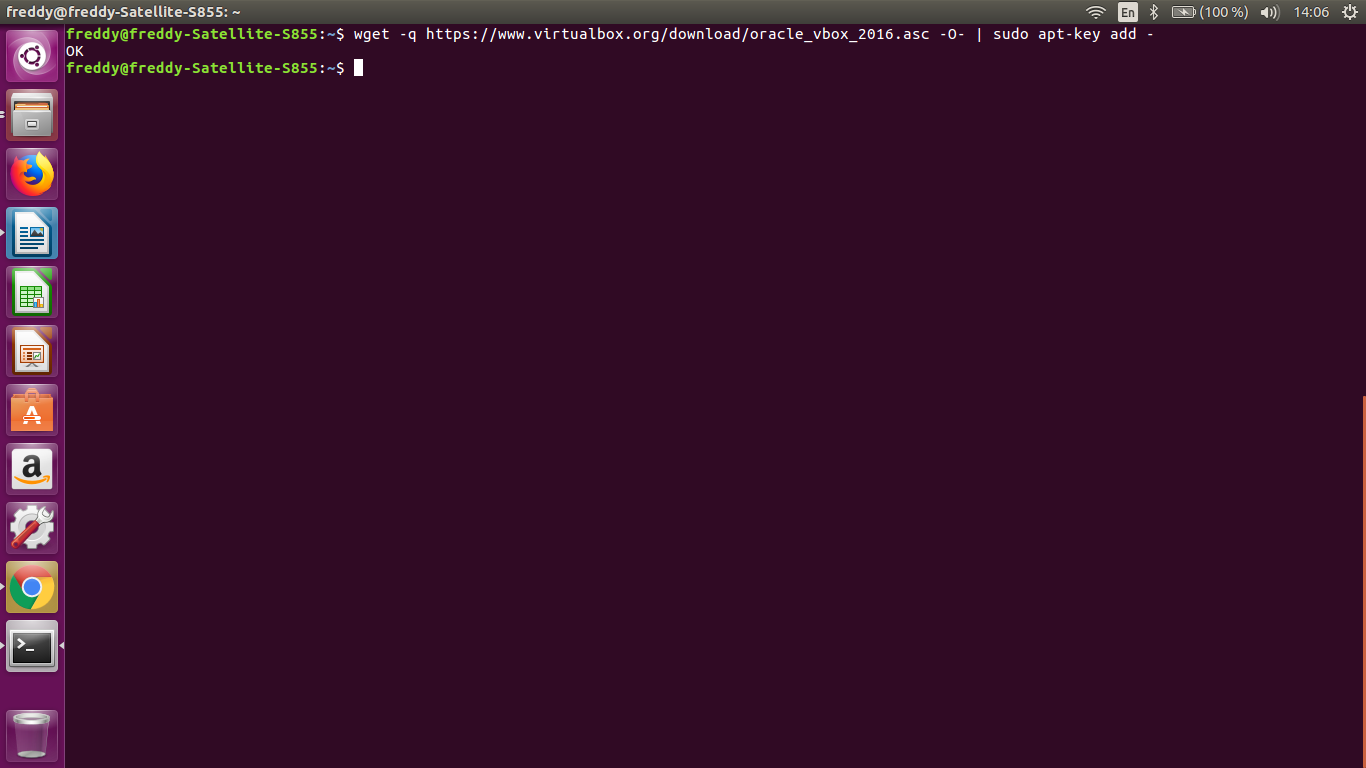 freddy@freddy-Satellite-S855: ~
En
(100 %)
14:06
freddy@freddy-Satellite-S855:~$ wget -q https://www.virtualbox.org/download/oracle_vbox_2016.asc -O- | sudo apt-key add -
OK
freddy@freddy-Satellite-S855:~$
A
a
>_